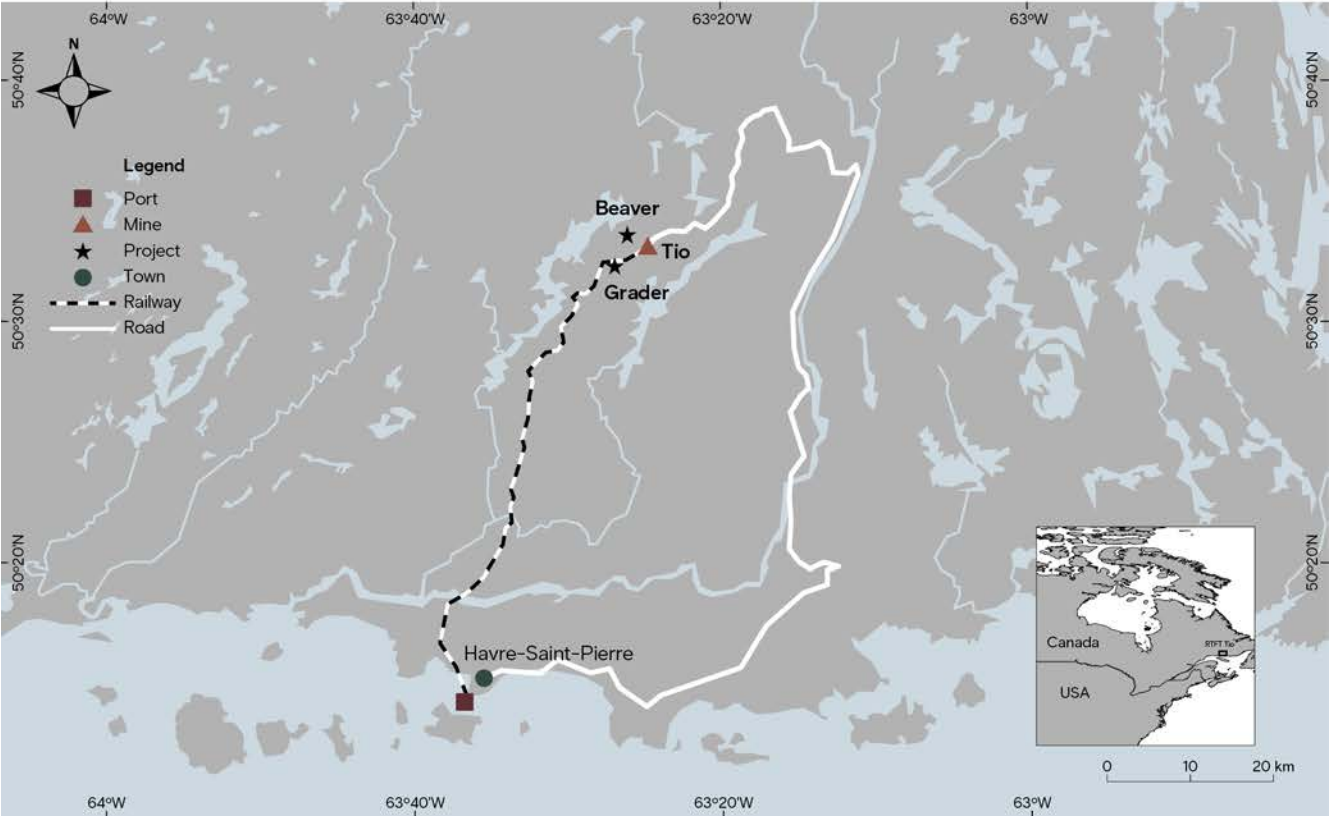 64°W
63°40'W
63°20'W
63°W
50°40'N
50°40'N
N
Legend
Port
Mine
Project
Town
Railway
Road
Beaver
Tio
Grader
50°30'N
50°30'N
50°20'N
50°20'N
Havre-Saint-Pierre
Canada
RTFT Tio
USA
0 10 20 km
64°W
63°40'W
63°20'W
63°W